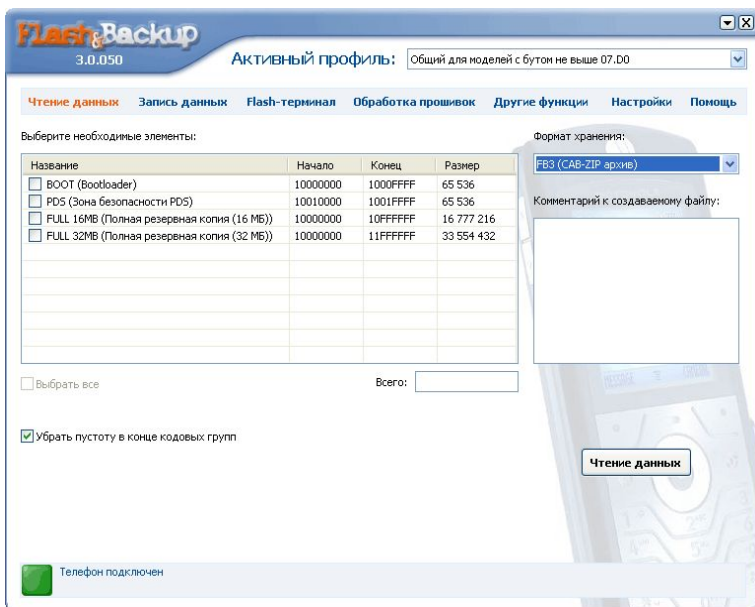 Flash&Backup
3.0.050
Активный профиль: Общий для моделей с бутом не выше 07.D0
Чтение данных Запись данных Flash-терминал Обработка прошивок Другие функции Настройки Помощь
Выберите необходимые элементы: Формат хранения:
FB3 (CAB-ZIP архив)
Название Начало Конец Размер
BOOT (Bootloader) 10000000 1000FFFF 65 536
PDS (Зона безопасности PDS) 10010000 1001FFFF 65 536
Комментарий к создаваемому файлу:
FULL 16MB (Полная резервная копия (16 МБ)) 10000000 10FFFFFF 16 777 216
FULL 32MB (Полная резервная копия (32 МБ)) 10000000 11FFFFFF 33 554 432
Выбрать все Всего:
MESSAGE
Убрать пустоту в конце кодовых групп
Чтение данных
Телефон подключен